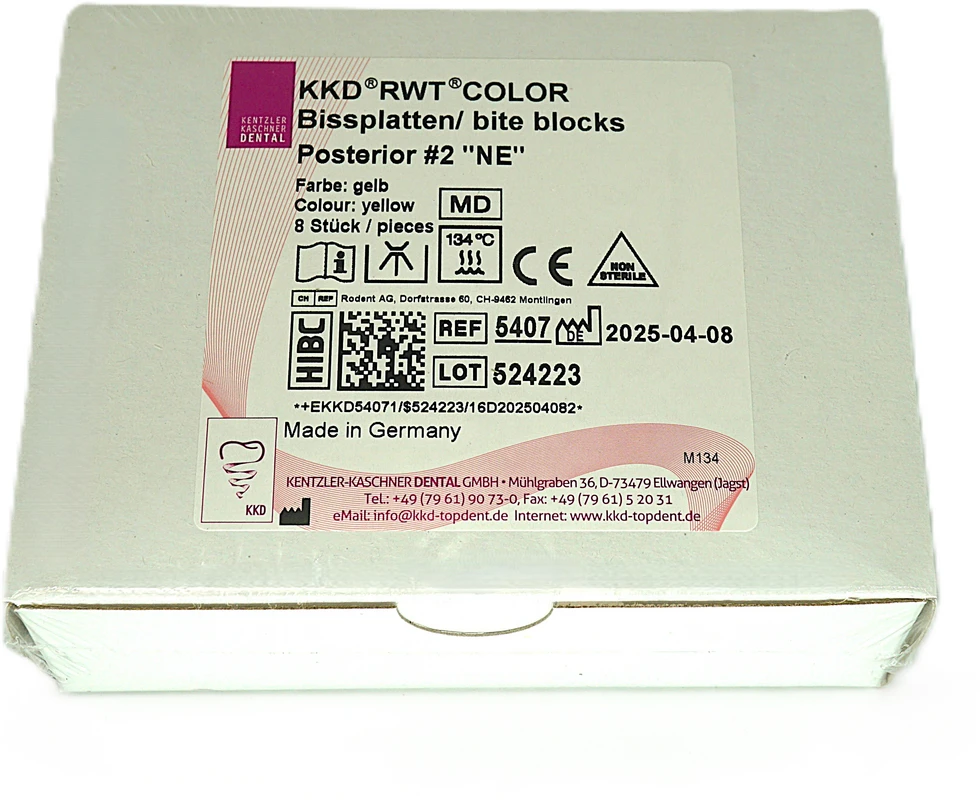 KENTZLER
KASCHNER
DENTAL
KKD®RWT®COLOR
Bissplatten/ bite blocks
Posterior #2 "NE"
Farbe: gelb
Colour: yellow
8 Stück / pieces
MD
134 ºC
CE
NON
STERILE
CH REP Rodent AG, Dorfstrasse 60, CH-9462 Montlingen
HIBC
REF 5407
DE
2025-04-08
LOT 524223
*+EKKD54071/$524223/16D202504082*
Made in Germany
M134
KKD
KENTZLER-KASCHNER DENTAL GMBH • Mühlgraben 36, D-73479 Ellwangen (Jagst)
Tel.: +49 (79 61) 90 73-0, Fax: +49 (79 61) 5 20 31
eMail: info@kkd-topdent.de Internet: www.kkd-topdent.de